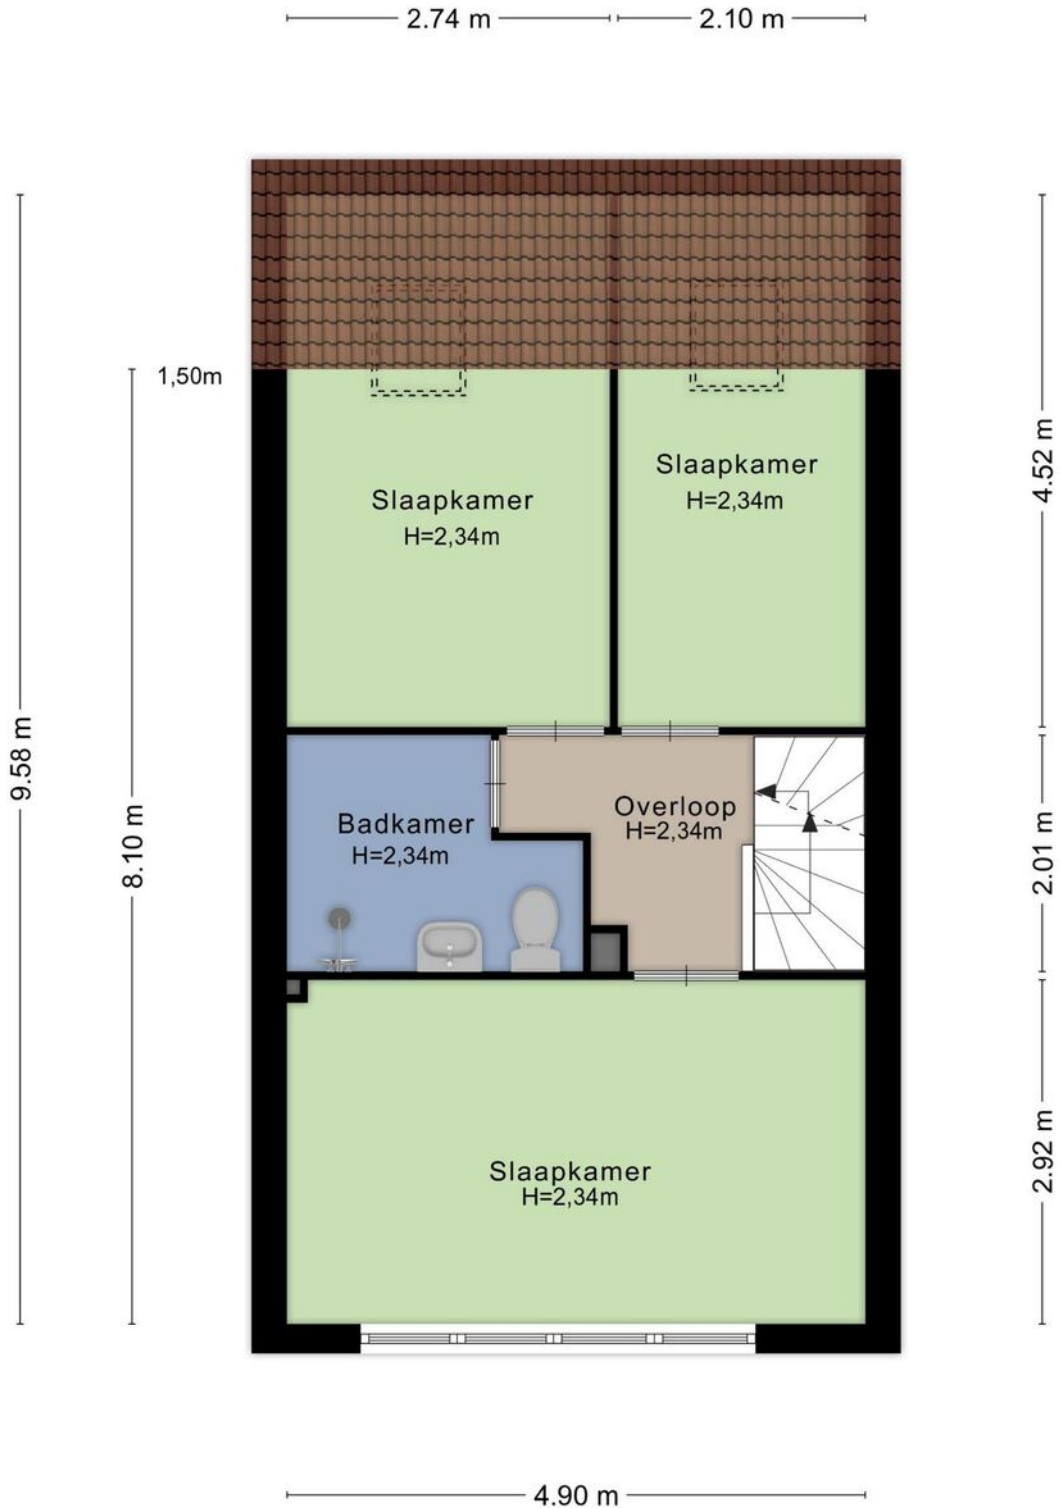 2.74 m
2.10 m
1,50m
Slaapkamer
H=2,34m
Slaapkamer
H=2,34m
4.52 m
9.58 m
8.10 m
Badkamer
H=2,34m
Overloop
H=2,34m
2.01 m
Slaapkamer
H=2,34m
2.92 m
4.90 m